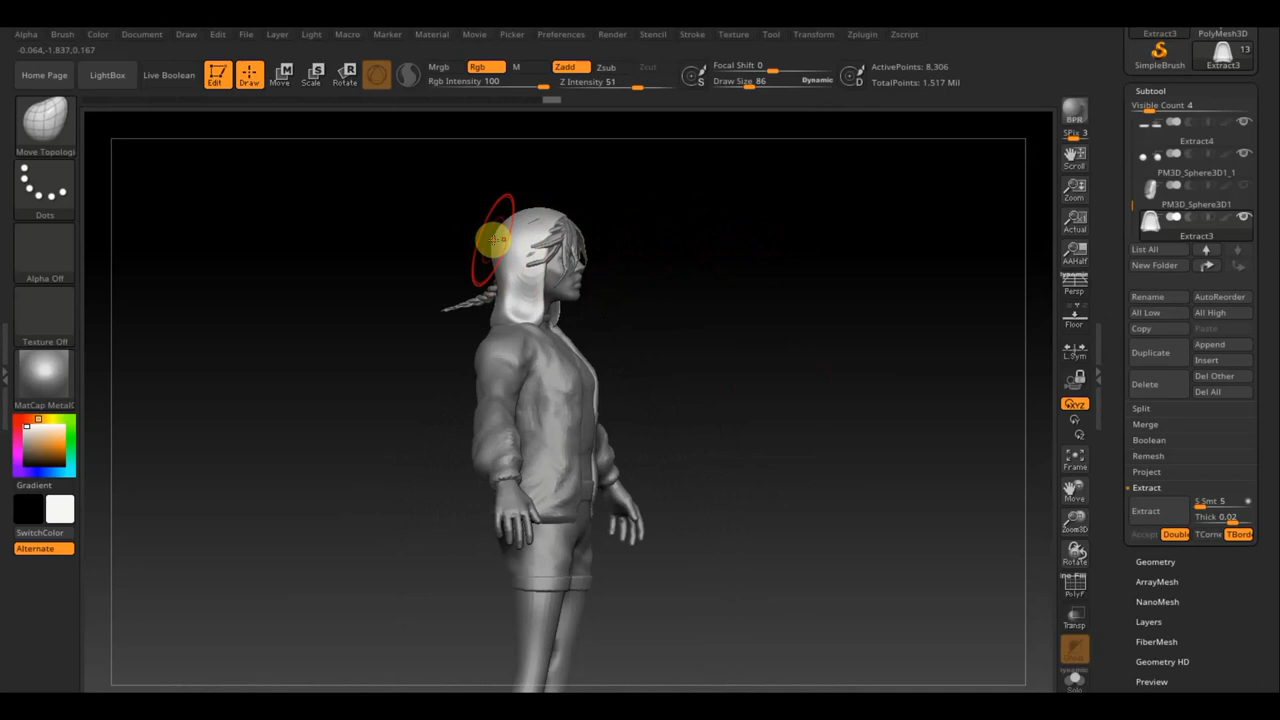 Alpha Brush Color Document Draw Edit File Layer Light Macro Marker Material Movie Picker Preferences Render Stencil Stroke Texture Tool Transform Zplugin Zscript
-0.064,-1.837,0.167
Home Page LightBox Live Boolean Edit Draw Move Scale Rotate
Mrgb Rgb M Zadd Zsub Zcut
Rgb Intensity 100 Z Intensity 51
Focal Shift 0
Draw Size 86 Dynamic
S D
ActivePoints: 8,306
TotalPoints: 1.517 Mil
Move Topologi
Dots
Alpha Off
Texture Off
MatCap MetalC
Gradient
SwitchColor
Alternate
BPR
SPix 3
Scroll
Zoom
Actual
AAHalf
Persp
Floor
L.Sym
XYZ
Y
Z
Frame
Move
Zoom3D
Rotate
PolyF
Transp
Solo
Extract3 PolyMesh3D
SimpleBrush
13
Extract3
Subtool
Visible Count 4
Extract4
PM3D_Sphere3D1_1
PM3D_Sphere3D1
Extract3
List All
New Folder
Rename AutoReorder
All Low All High
Copy Paste
Duplicate Append
Insert
Delete Del Other
Del All
Split
Merge
Boolean
Remesh
Project
Extract
Extract S Smt 5
Thick 0.02
Accept Double TCorne TBorde
Geometry
ArrayMesh
NanoMesh
Layers
FiberMesh
Geometry HD
Preview